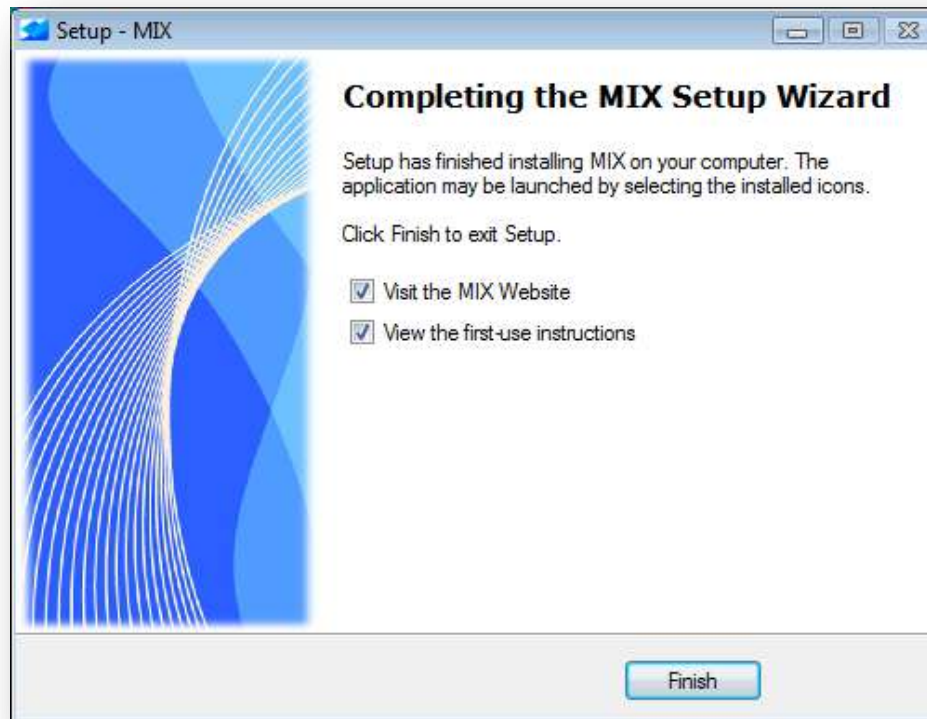 Setup - MIX
Completing the MIX Setup Wizard
Setup has finished installing MIX on your computer. The
application may be launched by selecting the installed icons.
Click Finish to exit Setup.
Visit the MIX Website
View the first-use instructions
Finish